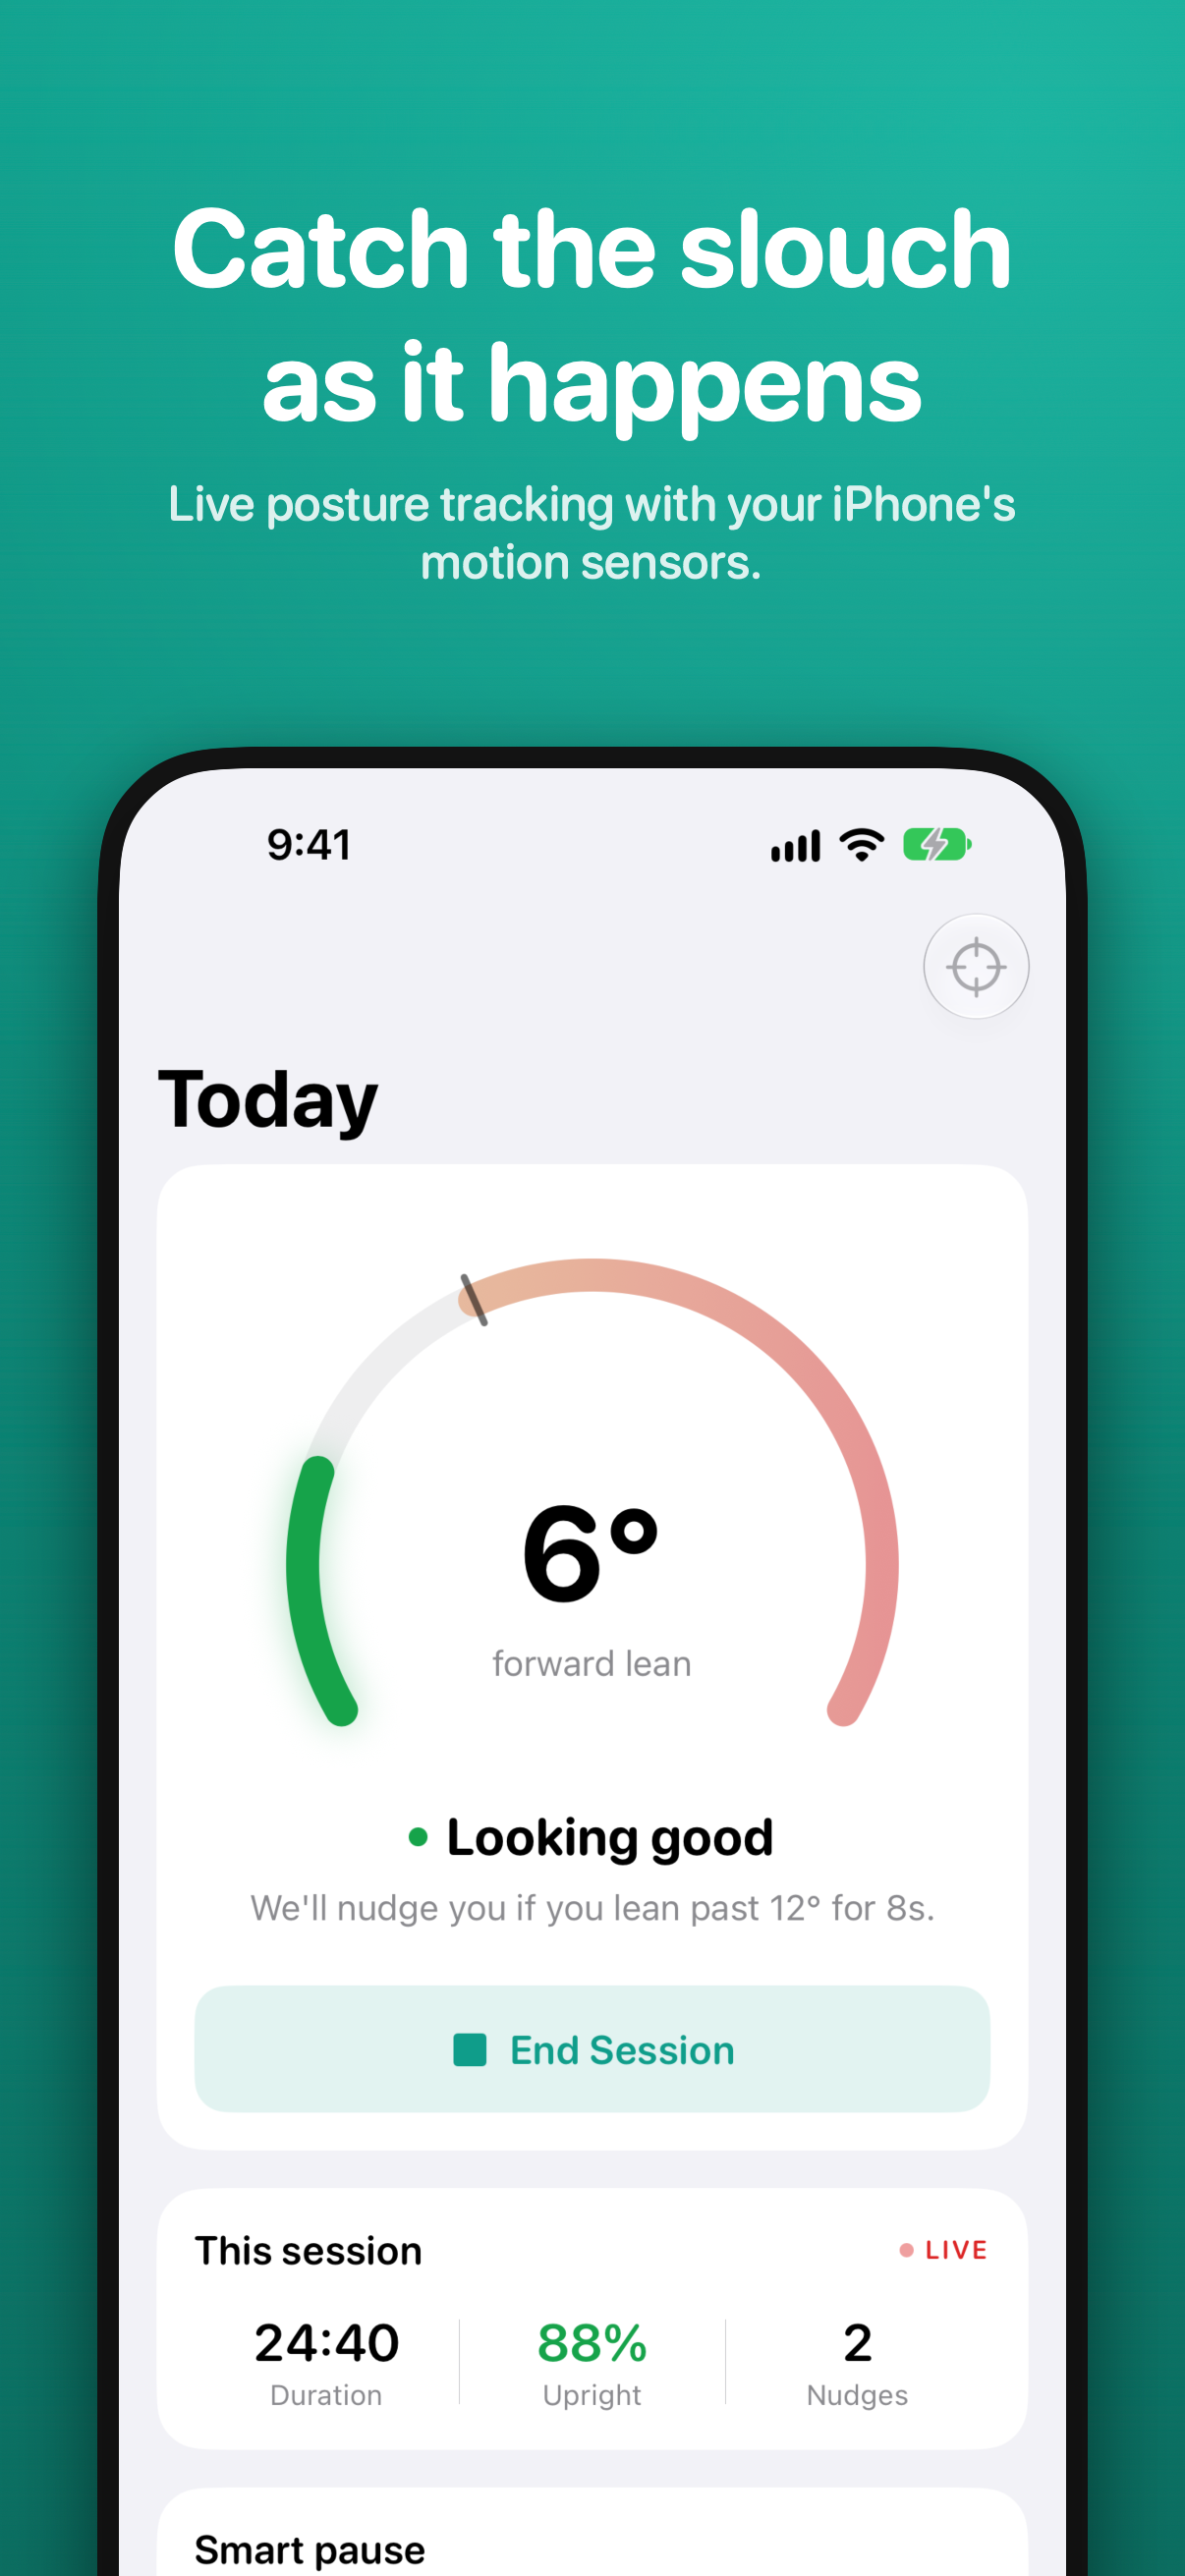 Catch the slouch
as it happens
Live posture tracking with your iPhone's
motion sensors.
9:41
Today
6°
forward lean
Looking good
We'll nudge you if you lean past 12° for 8s.
End Session
This session
LIVE
24:40
88%
2
Duration
Upright
Nudges
Smart pause